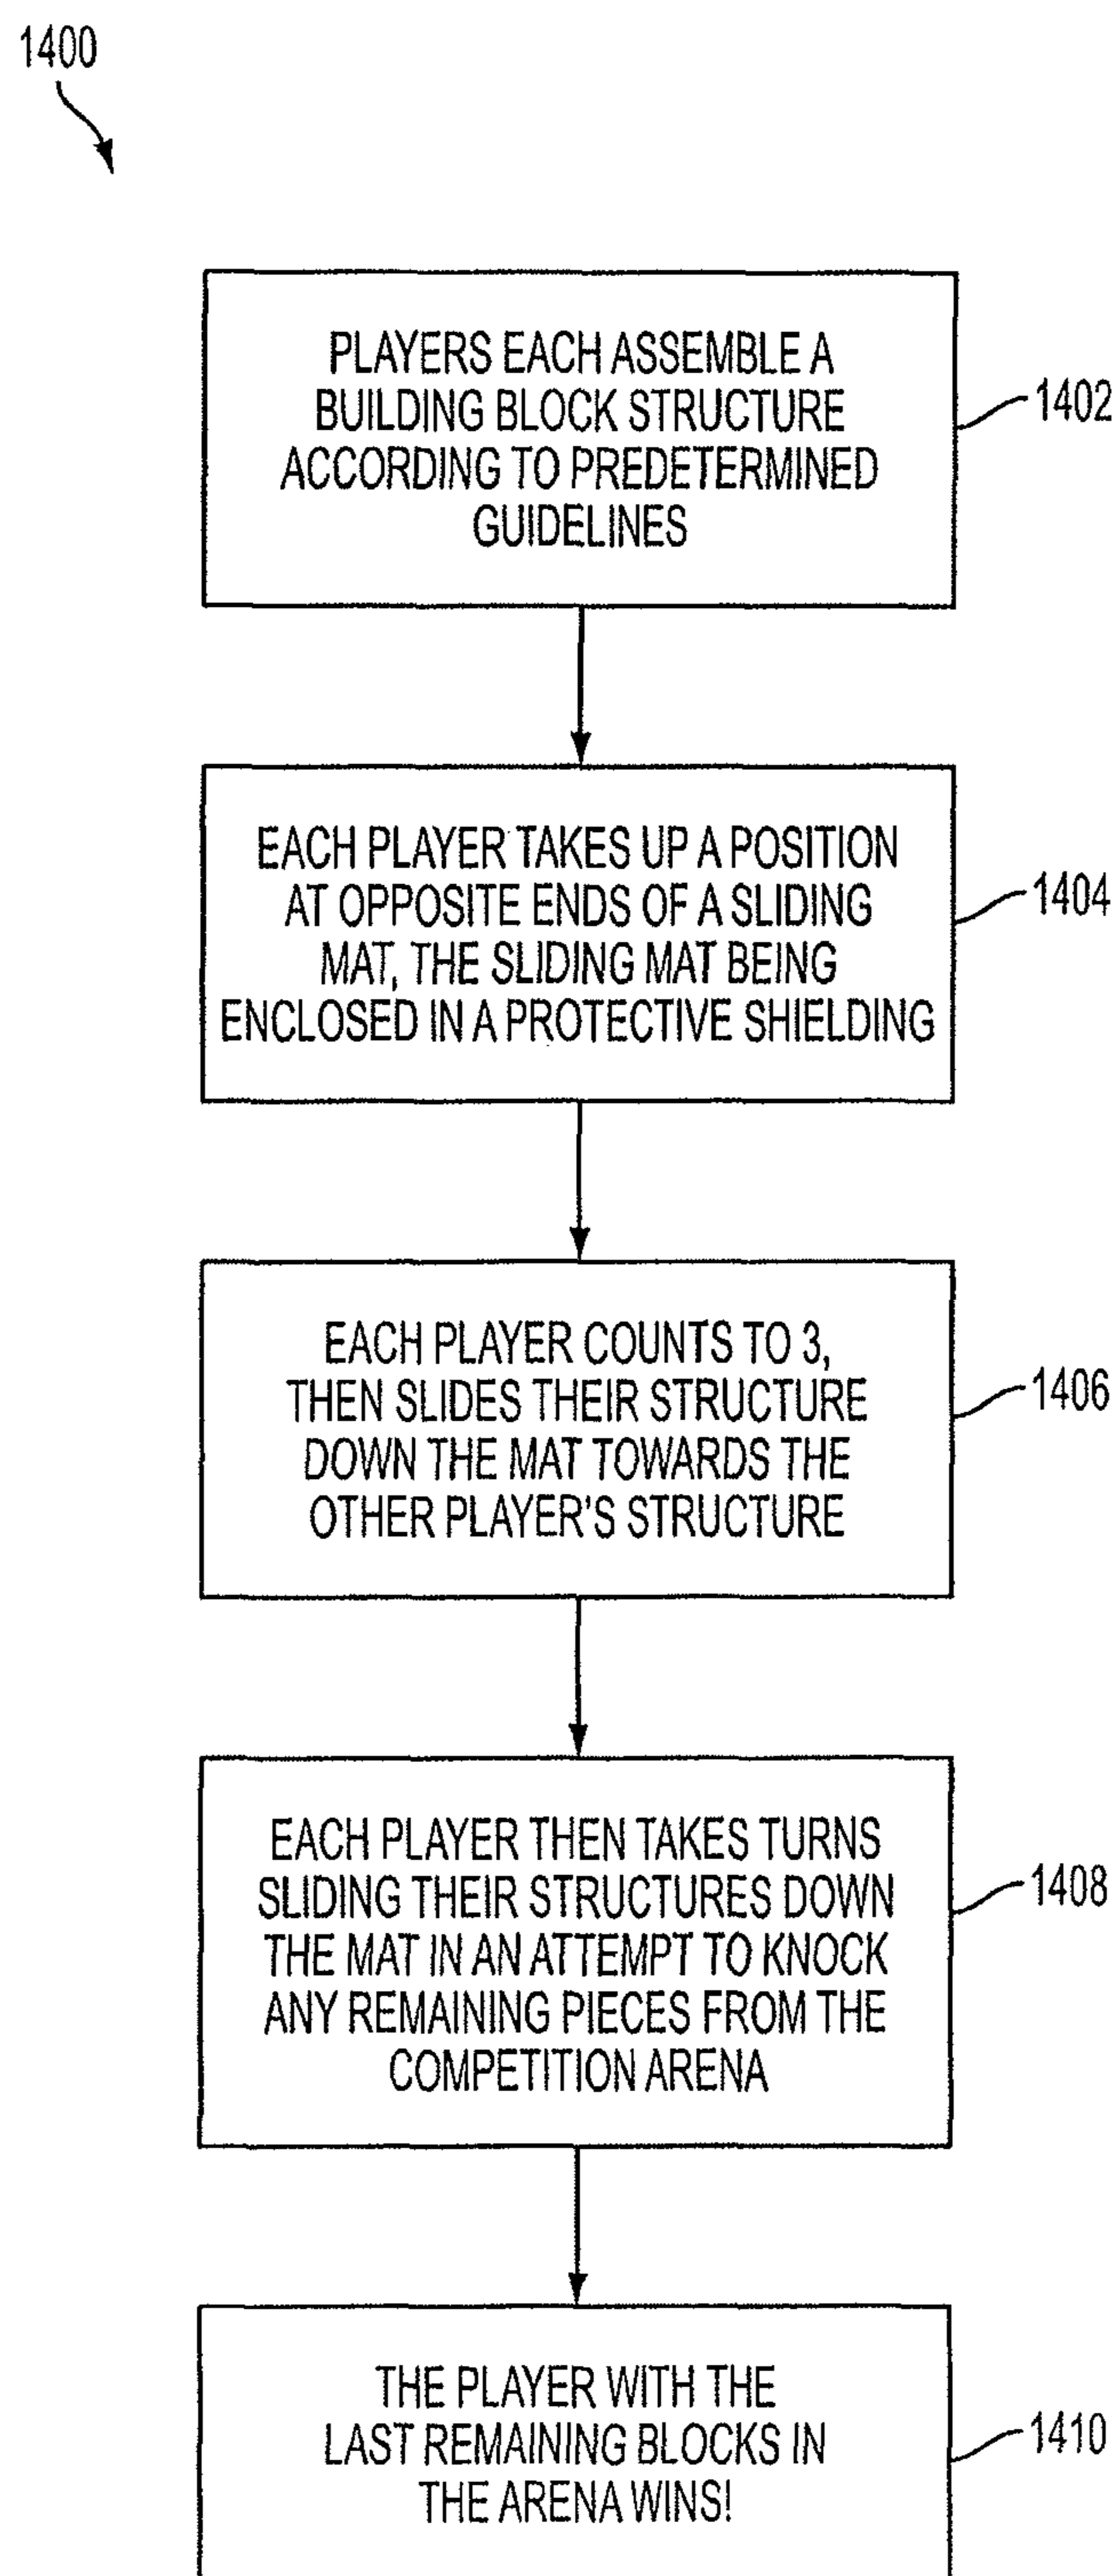 1400
PLAYERS EACH ASSEMBLE A
BUILDING BLOCK STRUCTURE
ACCORDING TO PREDETERMINED
GUIDELINES
1402
EACH PLAYER TAKES UP A POSITION
AT OPPOSITE ENDS OF A SLIDING
MAT, THE SLIDING MAT BEING
ENCLOSED IN A PROTECTIVE SHIELDING
1404
EACH PLAYER COUNTS TO 3,
THEN SLIDES THEIR STRUCTURE
DOWN THE MAT TOWARDS THE
OTHER PLAYER'S STRUCTURE
1406
EACH PLAYER THEN TAKES TURNS
SLIDING THEIR STRUCTURES DOWN
THE MAT IN AN ATTEMPT TO KNOCK
ANY REMAINING PIECES FROM THE
COMPETITION ARENA
1408
THE PLAYER WITH THE
LAST REMAINING BLOCKS IN
THE ARENA WINS!
1410